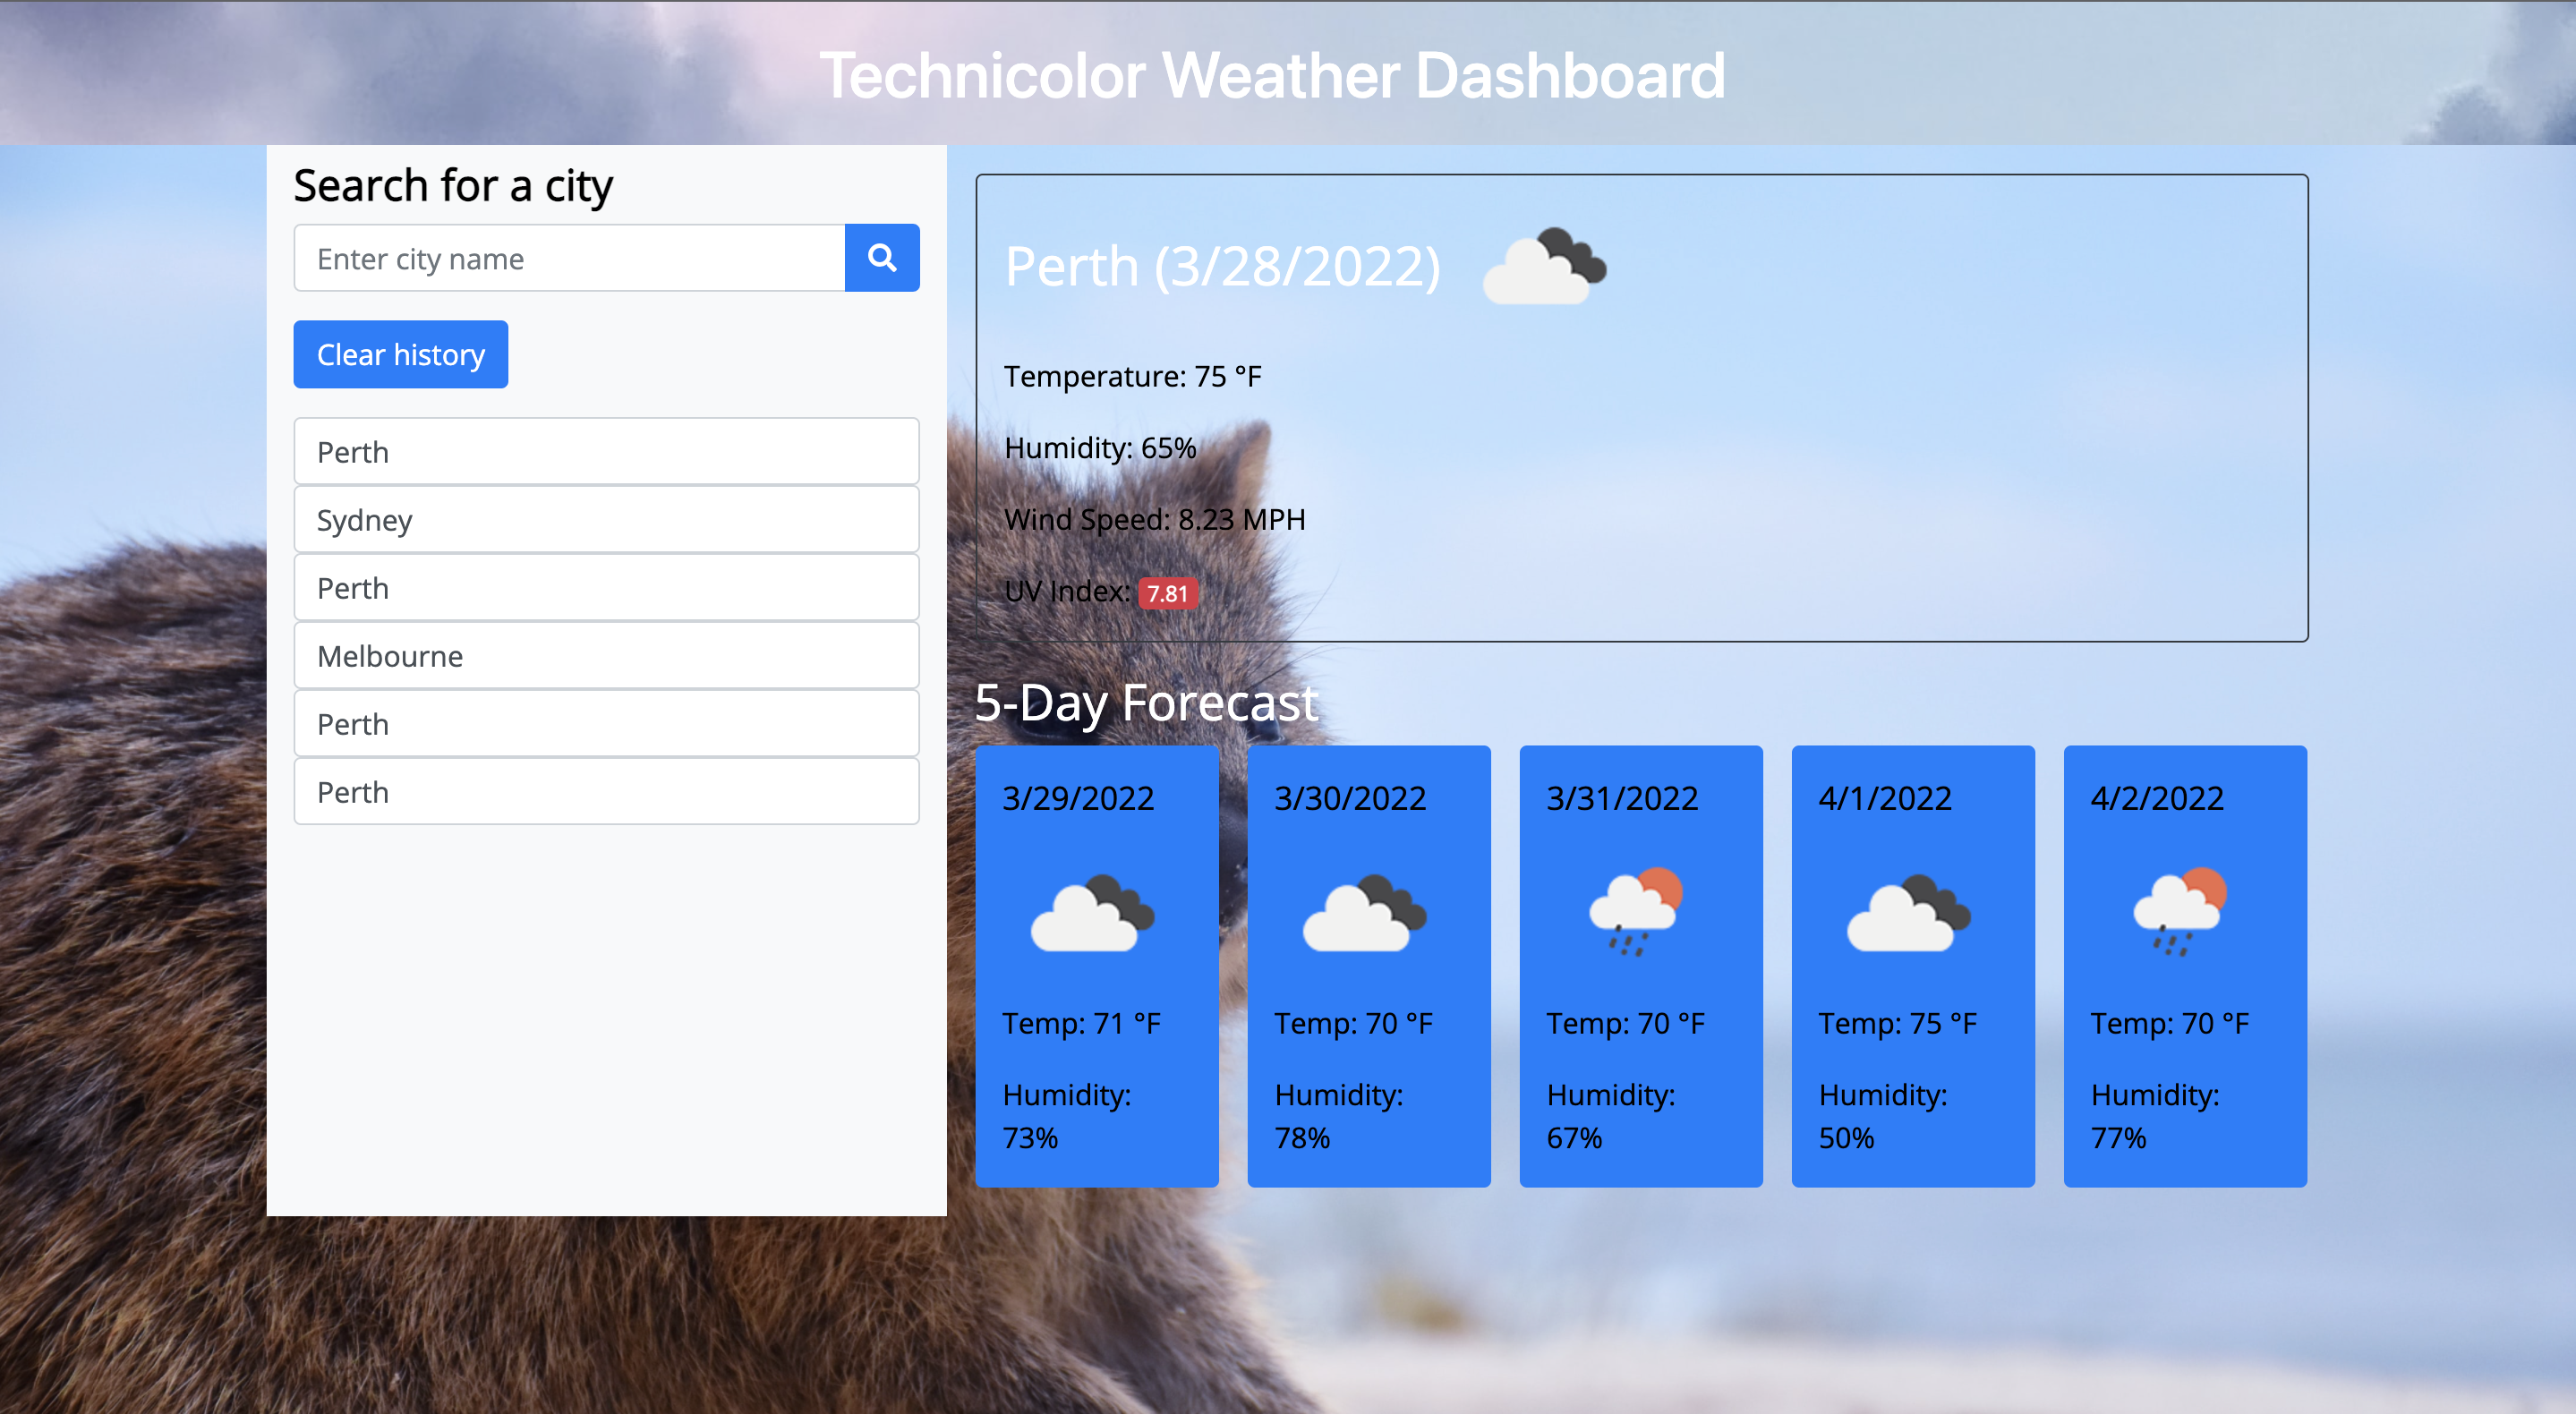 Technicolor Weather Dashboard
Search for a city
Enter city name
Clear history
Perth
Sydney
Perth
Melbourne
Perth
Perth
Perth (3/28/2022)
Temperature: 75 °F
Humidity: 65%
Wind Speed: 8.23 MPH
UV Index: 7.81
5-Day Forecast
3/29/2022
Temp: 71 °F
Humidity:
73%
3/30/2022
Temp: 70 °F
Humidity:
78%
3/31/2022
Temp: 70 °F
Humidity:
67%
4/1/2022
Temp: 75 °F
Humidity:
50%
4/2/2022
Temp: 70 °F
Humidity:
77%